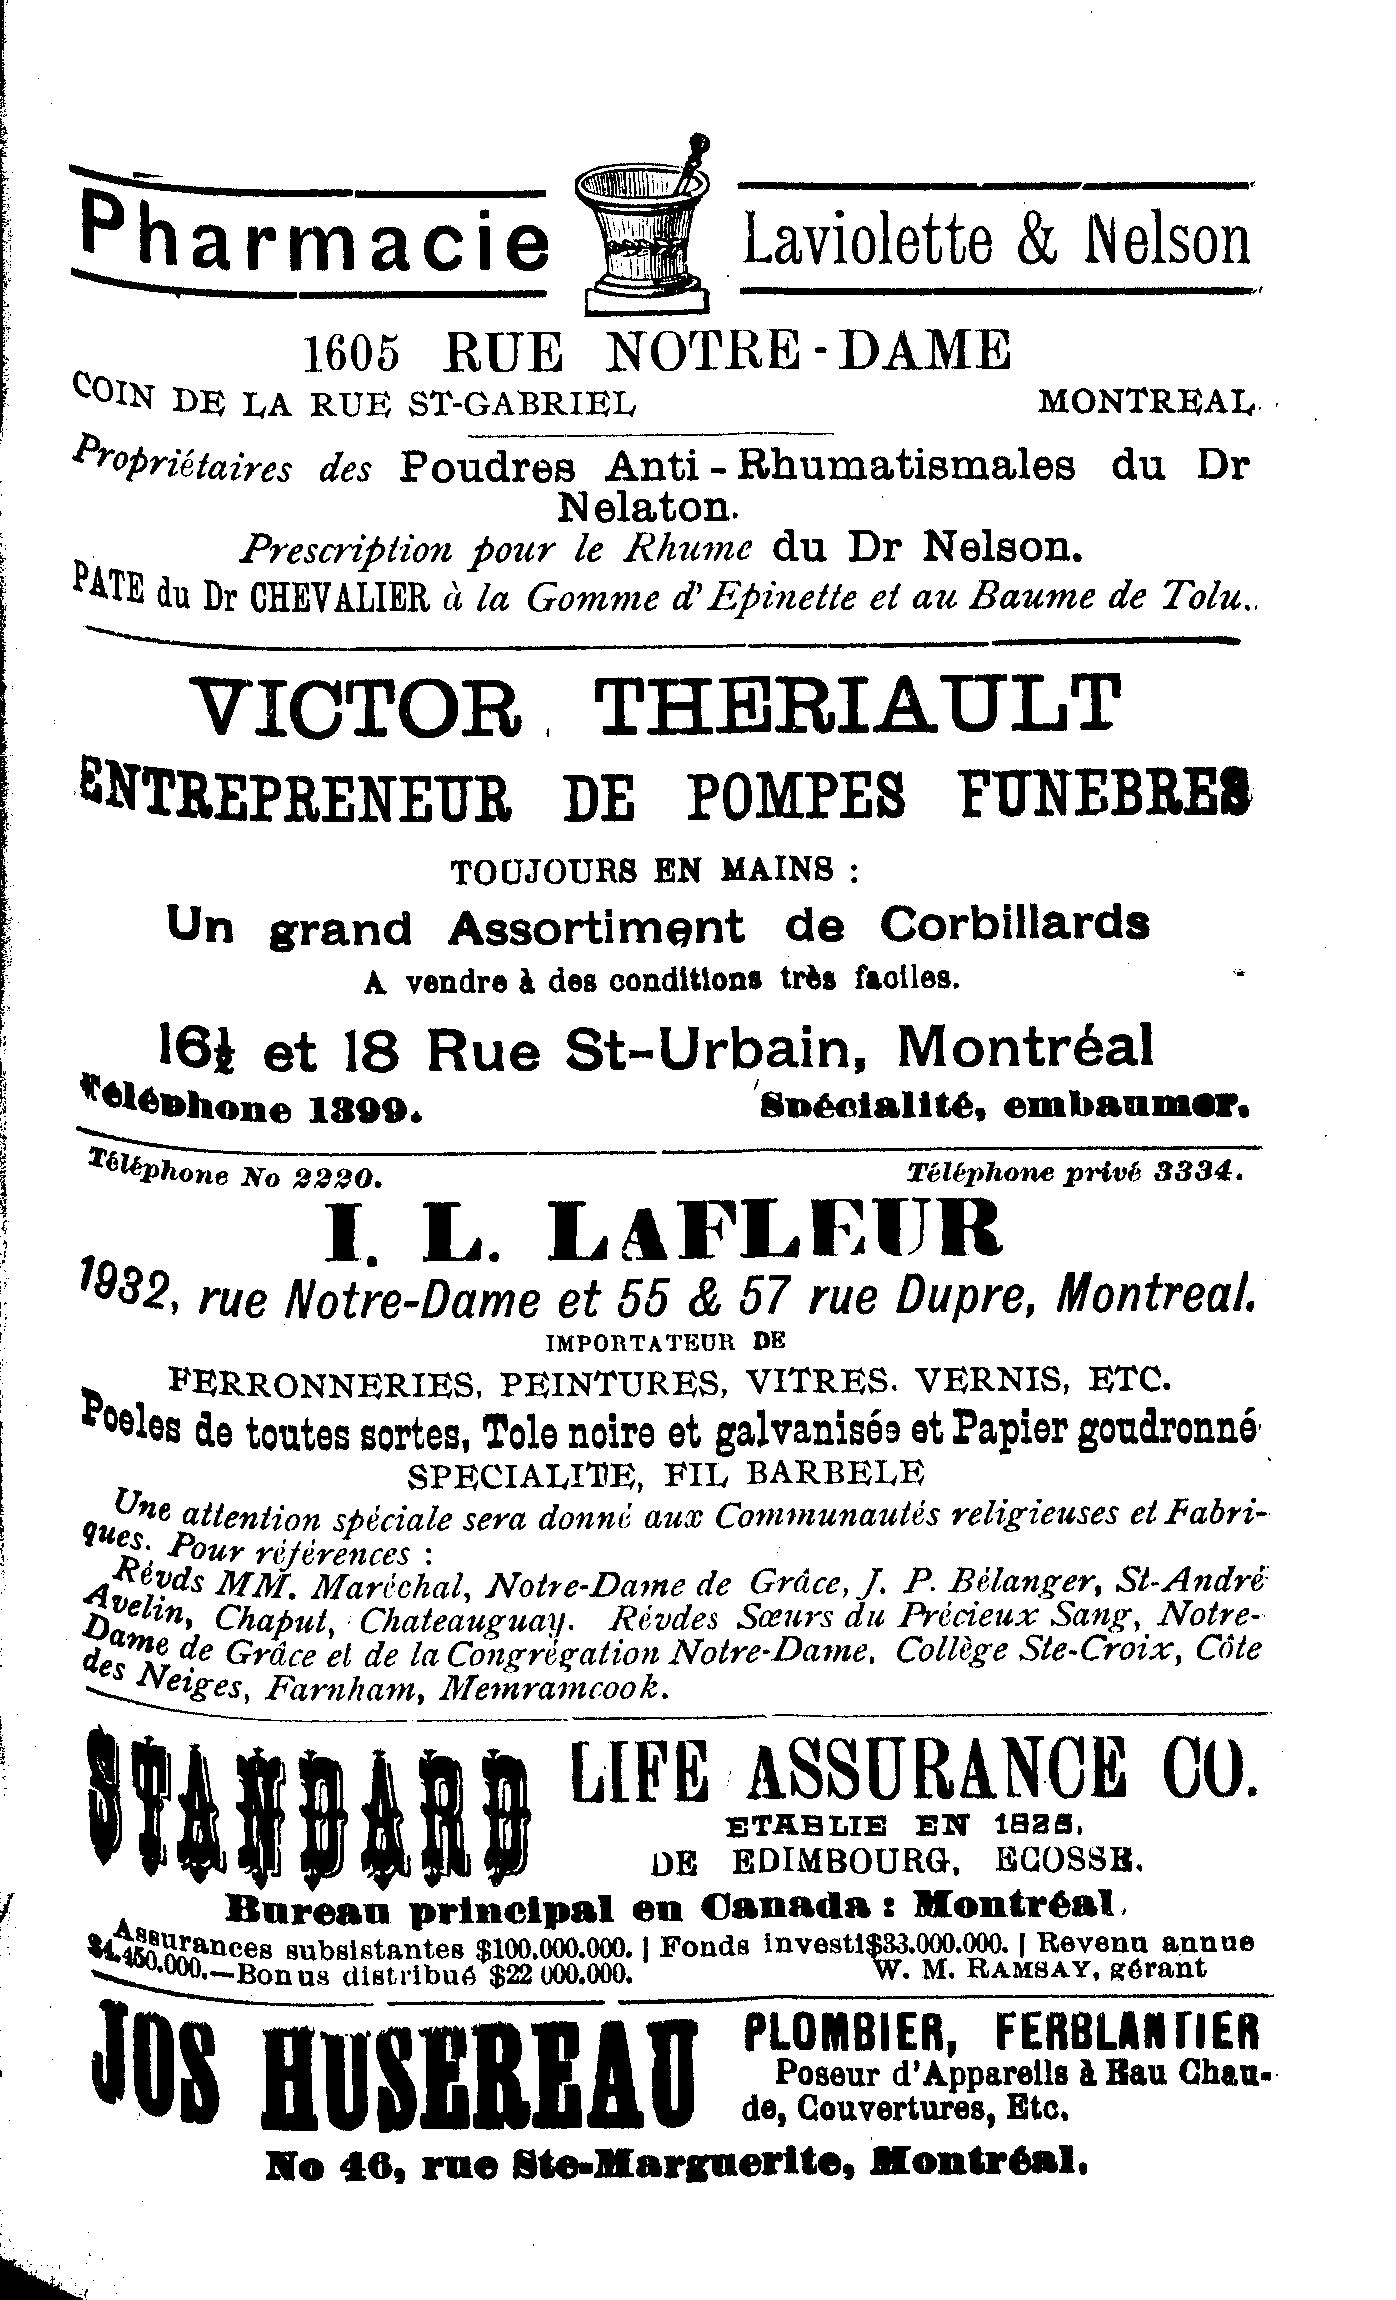 Pharmacie Laviolette & Nelson
1605 RUE NOTRE-DAME
COIN DE LA RUE ST-GABRIEL MONTREAL
Propriétaires des Poudres Anti-Rhumatismales du Dr
Nelaton.
Prescription pour le Rhume du Dr Nelson.
PATE du Dr CHEVALIER à la Gomme d'Epinette et au Baume de Tolu.
VICTOR THERIAULT
ENTREPRENEUR DE POMPES FUNEBRES
TOUJOURS EN MAINS :
Un grand Assortiment de Corbillards
A vendre à des conditions très faciles.
16½ et 18 Rue St-Urbain, Montréal
Téléphone 1399. Spécialité, embaumer.
Téléphone No 2220. Téléphone privé 3334.
I. L. LAFLEUR
1932, rue Notre-Dame et 55 & 57 rue Dupre, Montreal.
IMPORTATEUR DE
FERRONNERIES, PEINTURES, VITRES. VERNIS, ETC.
Poeles de toutes sortes, Tole noire et galvanisée et Papier goudronné
SPECIALITE, FIL BARBELE
Une attention spéciale sera donné aux Communautés religieuses et Fabri-
ques. Pour références :
Révds MM. Maréchal, Notre-Dame de Grâce, J. P. Bélanger, St-André
Avelin, Chaput, Chateauguay. Révdes Sœurs du Précieux Sang, Notre-
Dame de Grâce et de la Congrégation Notre-Dame. Collège Ste-Croix, Côte
des Neiges, Farnham, Memramcook.
STANDARD LIFE ASSURANCE CO.
ETABLIE EN 1825,
DE EDIMBOURG, ECOSSE.
Bureau principal en Canada : Montréal.
Assurances subsistantes $100.000.000. | Fonds investi $33.000.000. | Revenu annue
$4.450.000.—Bonus distribué $22 000.000. W. M. RAMSAY, gérant
JOS HUSEREAU PLOMBIER, FERBLANTIER
Poseur d'Appareils à Eau Chau-
de, Couvertures, Etc.
No 46, rue Ste-Marguerite, Montréal.